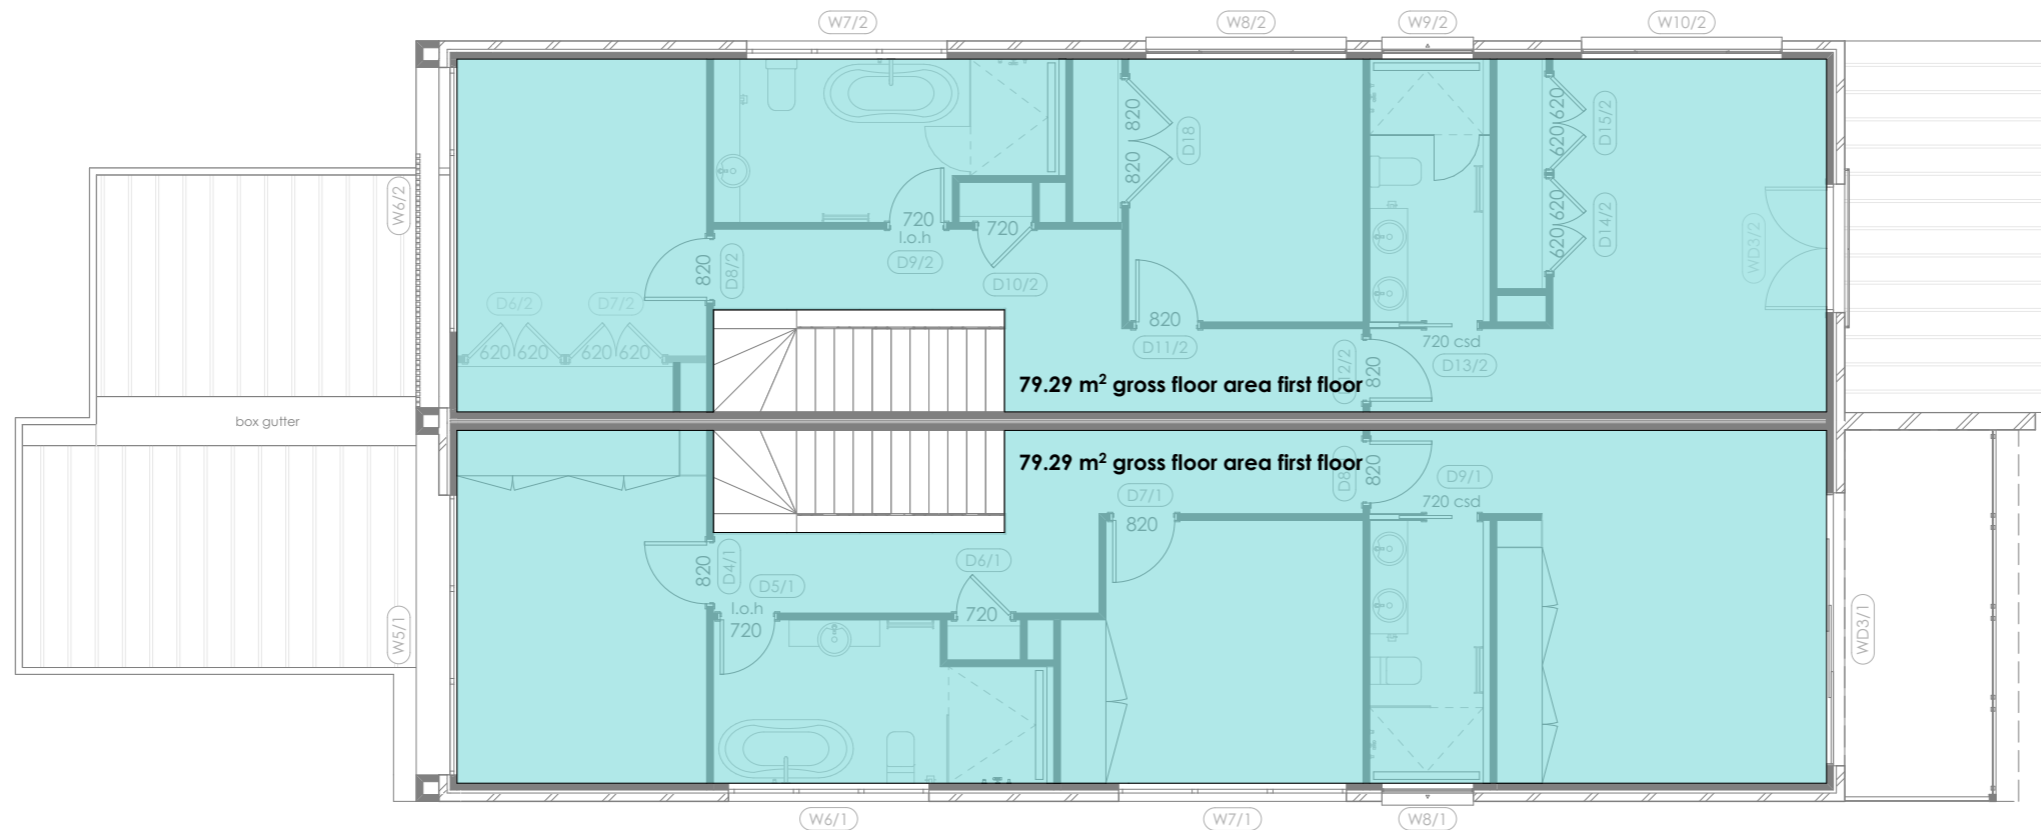 W7/2
W8/2
W9/2
W10/2
W6/2
820
820
D18
620
620
D15/2
620
620
D14/2
WD3/2
720
l.o.h
D9/2
720
D10/2
820
D8/2
D6/2
D7/2
620 620
620 620
820
D11/2
720 csd
D13/2
820
79.29 m² gross floor area first floor
box gutter
79.29 m² gross floor area first floor
820
D9/1
720 csd
D7/1
820
820
D4/1
D5/1
l.o.h
720
D6/1
720
W5/1
WD3/1
W6/1
W7/1
W8/1